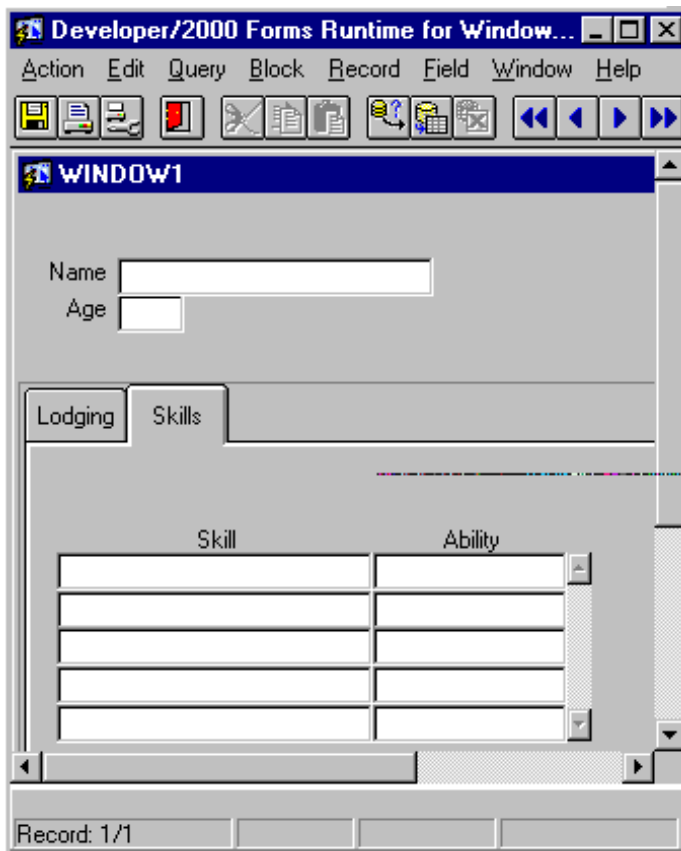 Developer/2000 Forms Runtime for Window...
Action Edit Query Block Record Field Window Help
WINDOW1
Name
Age
Lodging Skills
Skill Ability
Record: 1/1